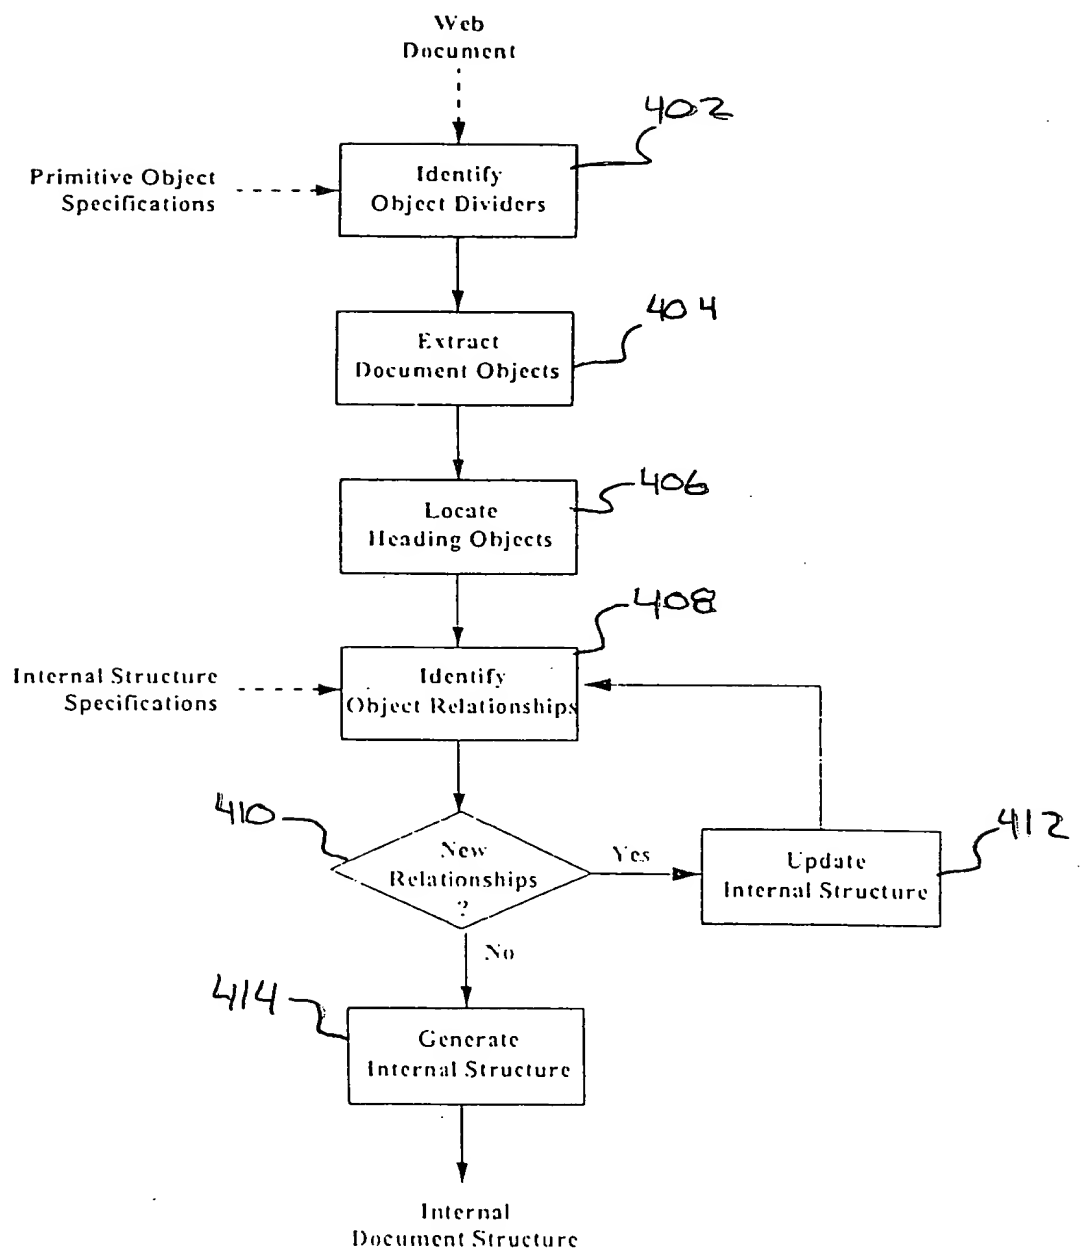 Web
Document
402
Primitive Object
Specifications
Identify
Object Dividers
404
Extract
Document Objects
406
Locate
Heading Objects
408
Internal Structure
Specifications
Identify
Object Relationships
410
New
Relationships
?
Yes
412
Update
Internal Structure
No
414
Generate
Internal Structure
Internal
Document Structure